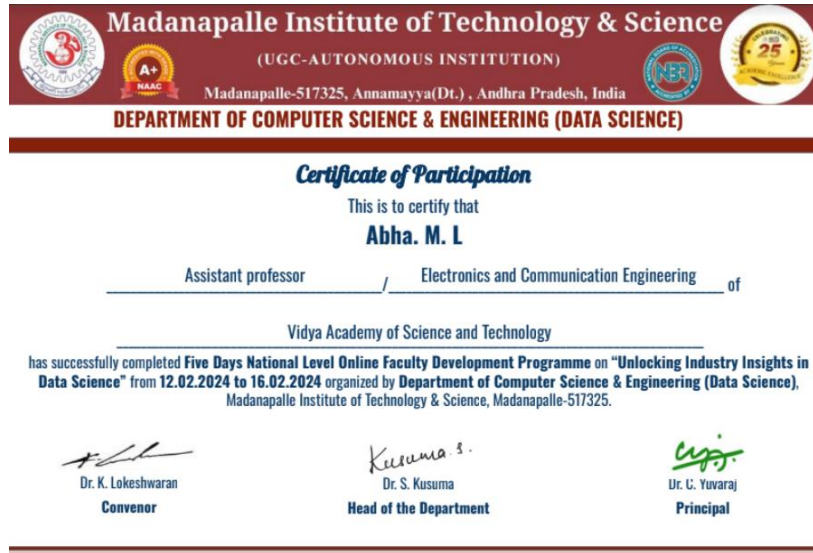 Madanapalle Institute of Technology & Science
(UGC-AUTONOMOUS INSTITUTION)
Madanapalle-517325, Annamayya(Dt.) , Andhra Pradesh, India
A+
NAAC
NBA
CELEBRATING
25
Years
ACADEMIC EXCELLENCE
DEPARTMENT OF COMPUTER SCIENCE & ENGINEERING (DATA SCIENCE)
Certificate of Participation
This is to certify that
Abha. M. L
Assistant professor / Electronics and Communication Engineering of
Vidya Academy of Science and Technology
has successfully completed Five Days National Level Online Faculty Development Programme on “Unlocking Industry Insights in
Data Science” from 12.02.2024 to 16.02.2024 organized by Department of Computer Science & Engineering (Data Science),
Madanapalle Institute of Technology & Science, Madanapalle-517325.
Kusuma.S.
Dr. K. Lokeshwaran
Dr. S. Kusuma
Dr. C. Yuvaraj
Convenor
Head of the Department
Principal